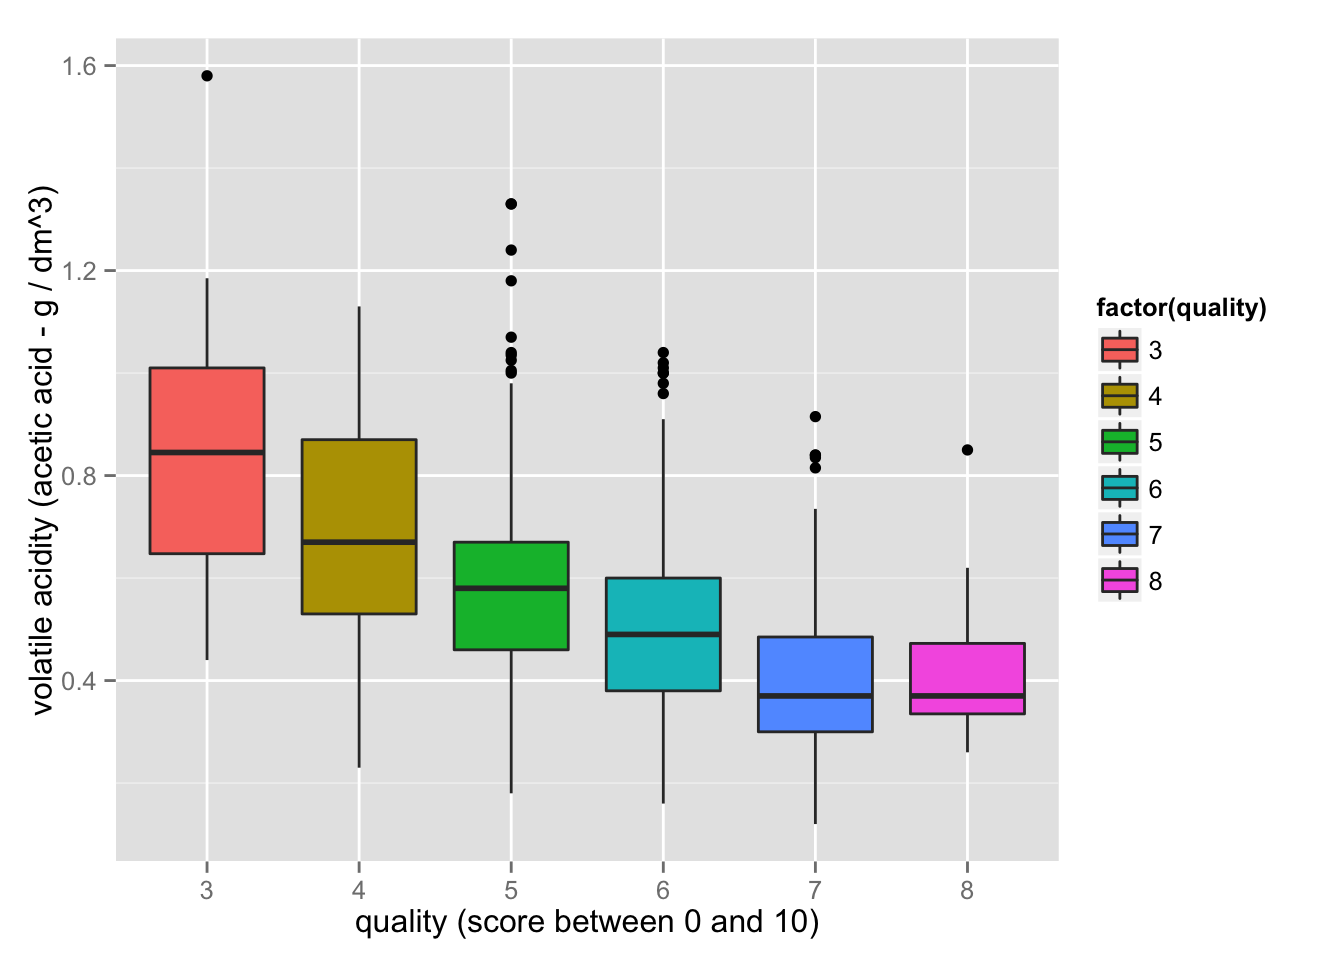 volatile acidity (acetic acid - g / dm^3)
1.6
1.2
0.8
0.4
3 4 5 6 7 8
quality (score between 0 and 10)
factor(quality)
3
4
5
6
7
8